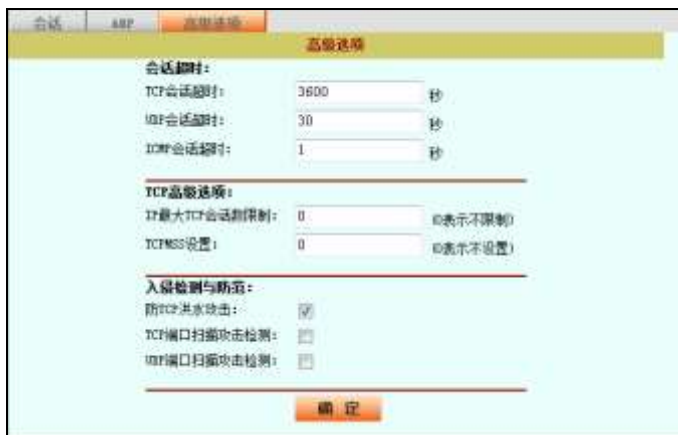 会话 ARP 高级选项
高级选项
会话超时：
TCP会话超时： 3600 秒
UDP会话超时： 30 秒
ICMP会话超时： 1 秒
TCP高级选项：
IP最大TCP会话数限制： 0 (0表示不限制)
TCPMSS设置： 0 (0表示不设置)
入侵检测与防范：
防TCP洪水攻击：
TCP端口扫描攻击检测：
UDP端口扫描攻击检测：
确 定